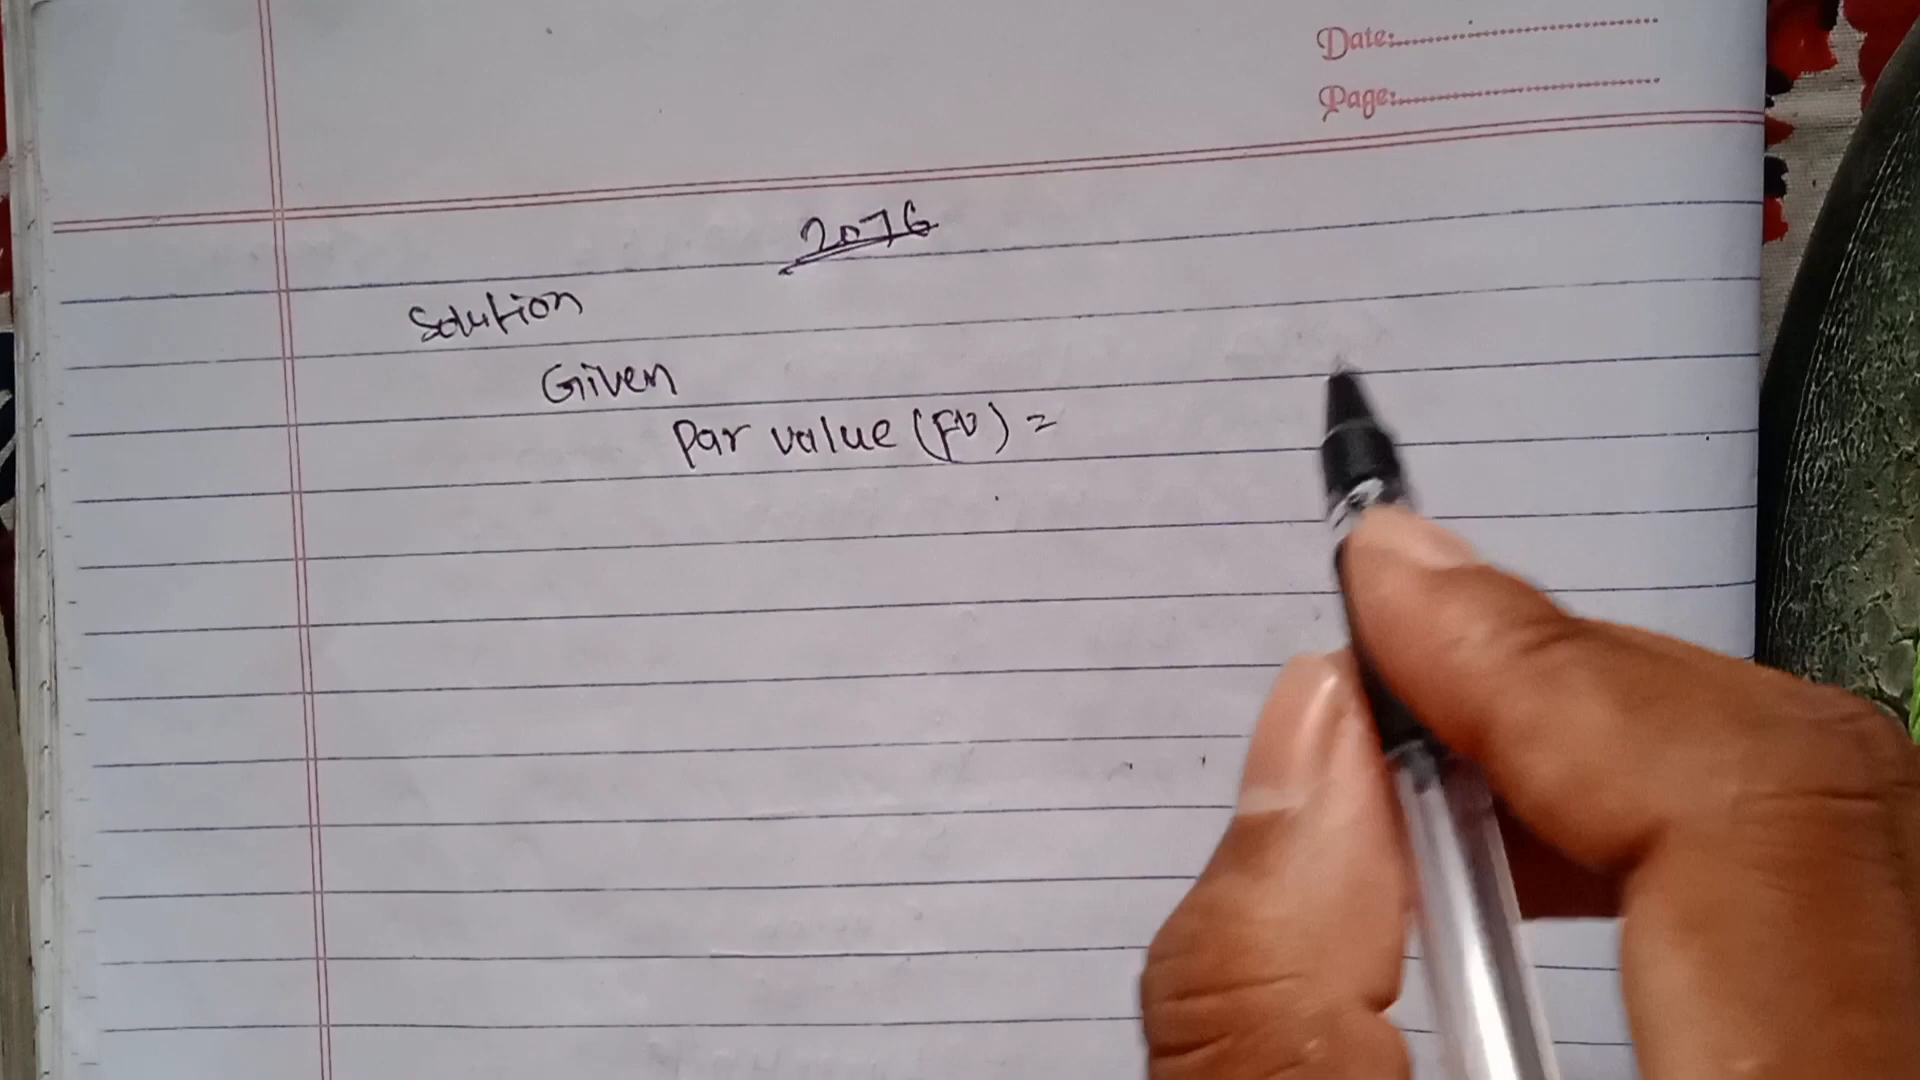 Date:
Page:
2076
Solution
Given
Par value (FV) =